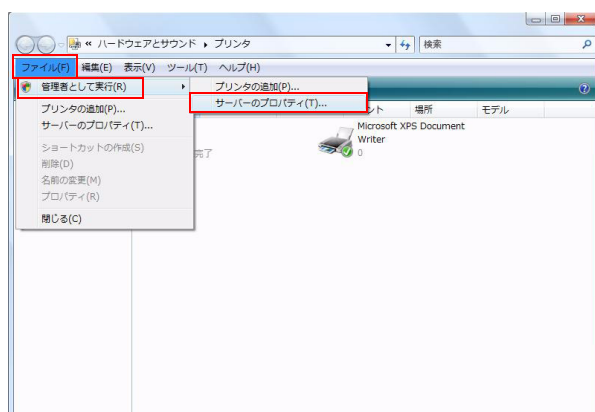 « ハードウェアとサウンド ▸ プリンタ
検索
ファイル(F) 編集(E) 表示(V) ツール(T) ヘルプ(H)
管理者として実行(R)
プリンタの追加(P)...
サーバーのプロパティ(T)...
プリンタの追加(P)...
サーバーのプロパティ(T)...
ショートカットの作成(S)
削除(D)
名前の変更(M)
プロパティ(R)
閉じる(C)
ント 場所 モデル
完了
Microsoft XPS Document
Writer
0